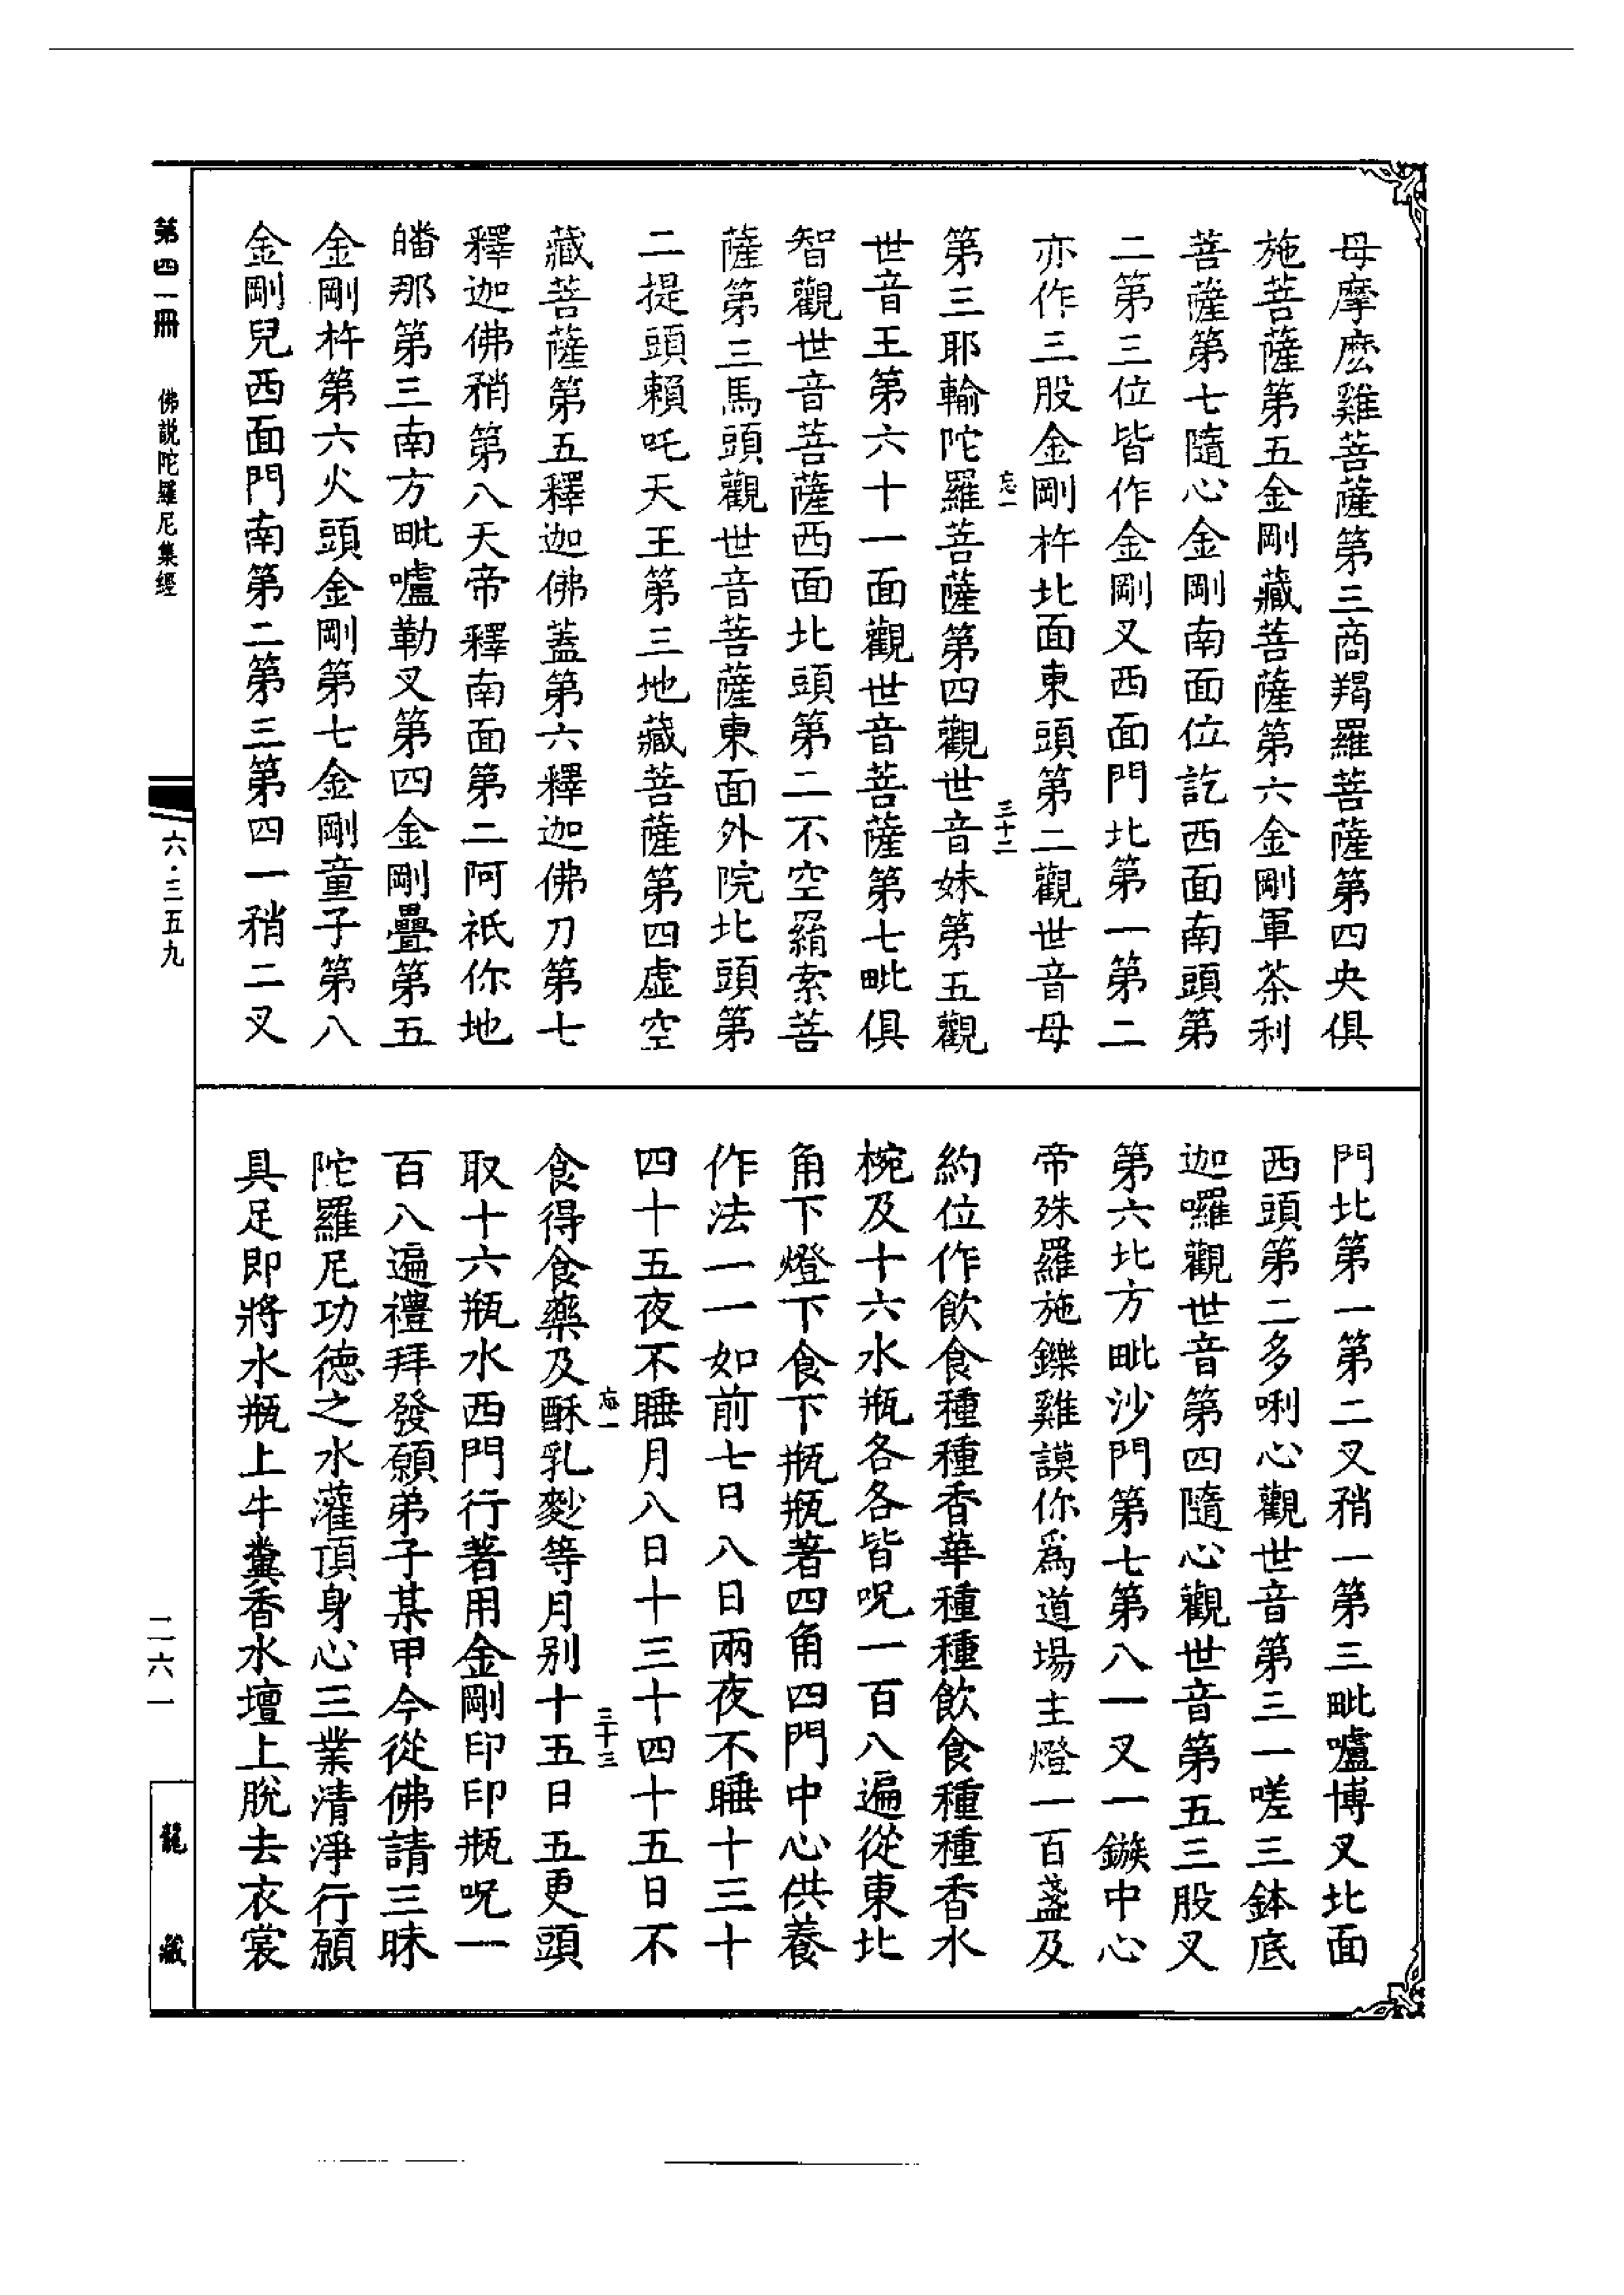 母摩麽雞菩薩第三商羯羅菩薩第四央俱
施菩薩第五金剛藏菩薩第六金剛軍茶利
菩薩第七隨心金剛南面位訖西面南頭第
二第三位皆作金剛叉西面門北第一第二
亦作三股金剛杵北面東頭第二觀世音母
忘一
三十二
第三耶輸陀羅菩薩第四觀世音妹第五觀
世音王第六十一面觀世音菩薩第七毗俱
智觀世音菩薩西面北頭第二不空羂索菩
薩第三馬頭觀世音菩薩東面外院北頭第
二提頭賴吒天王第三地藏菩薩第四虛空
藏菩薩第五釋迦佛蓋第六釋迦佛刀第七
釋迦佛矟第八天帝釋南面第二阿祇你地
皤那第三南方毗嚧勒叉第四金剛疊第五
金剛杵第六火頭金剛第七金剛童子第八
金剛兒西面門南第二第三第四一矟二叉
門北第一第二叉矟一第三毗嚧博叉北面
西頭第二多唎心觀世音第三一嗟三鉢底
迦囉觀世音第四隨心觀世音第五三股叉
第六北方毗沙門第七第八一叉一鏃中心
帝殊羅施鑠雞謨你爲道場主燈一百盞及
約位作飲食種種香華種種飲食種種香水
椀及十六水瓶各各皆呪一百八遍從東北
角下燈下食下瓶瓶著四角四門中心供養
作法一一如前七日八日兩夜不睡十三十
四十五夜不睡月八日十三十四十五日不
忘一
三十三
食得食藥及酥乳麨等月別十五日五更頭
取十六瓶水西門行著用金剛印印瓶呪一
百八遍禮拜發願弟子某甲今從佛請三昧
陀羅尼功德之水灌頂身心三業清淨行願
具足即將水瓶上牛糞香水壇上脫去衣裳
第四一冊
佛說陀羅尼集經
六·三五九
二六一
龍藏